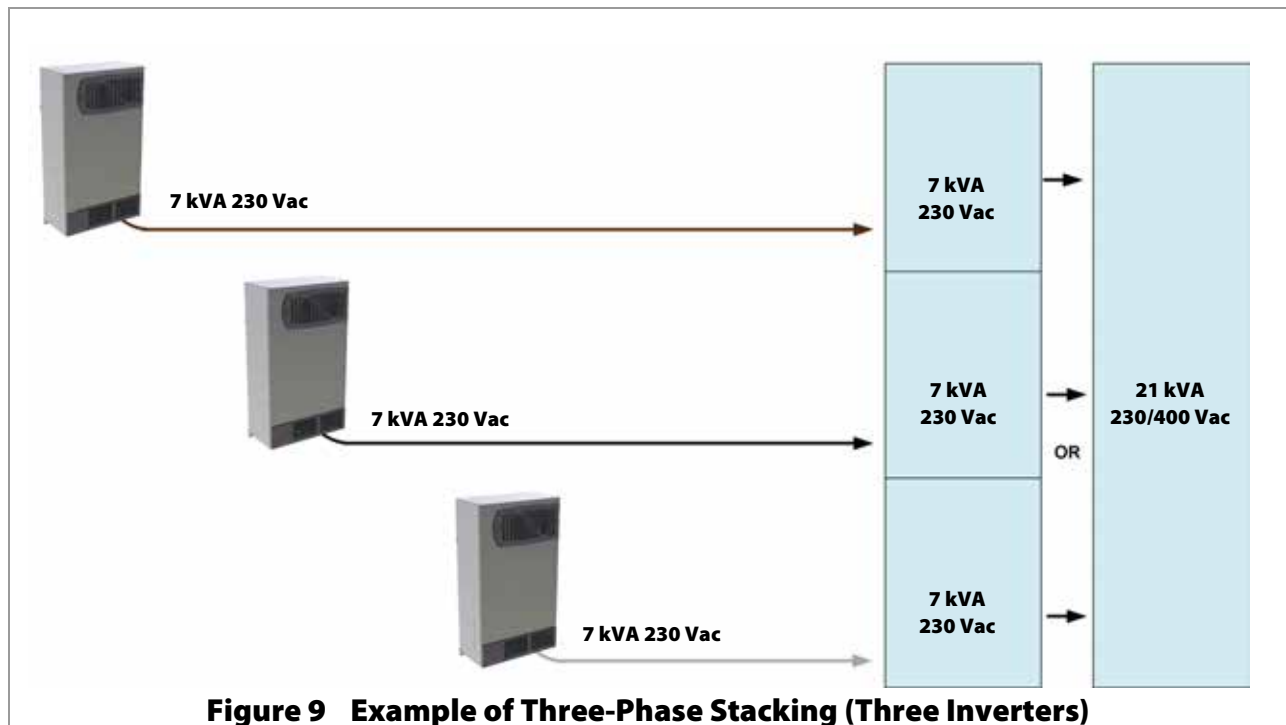 7 kVA 230 Vac
7 kVA
230 Vac
7 kVA 230 Vac
7 kVA
230 Vac
OR
21 kVA
230/400 Vac
7 kVA 230 Vac
7 kVA
230 Vac
Figure 9 Example of Three-Phase Stacking (Three Inverters)